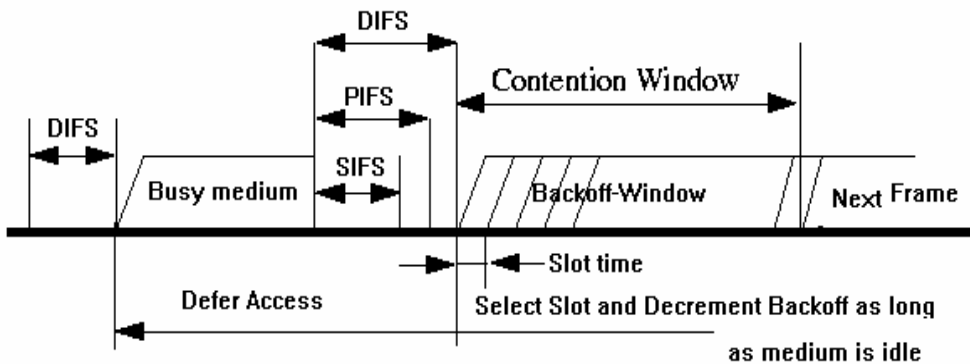 DIFS
Contention Window
PIFS
DIFS
SIFS
Busy medium
Backoff-Window
Next Frame
Slot time
Defer Access
Select Slot and Decrement Backoff as long
as medium is idle